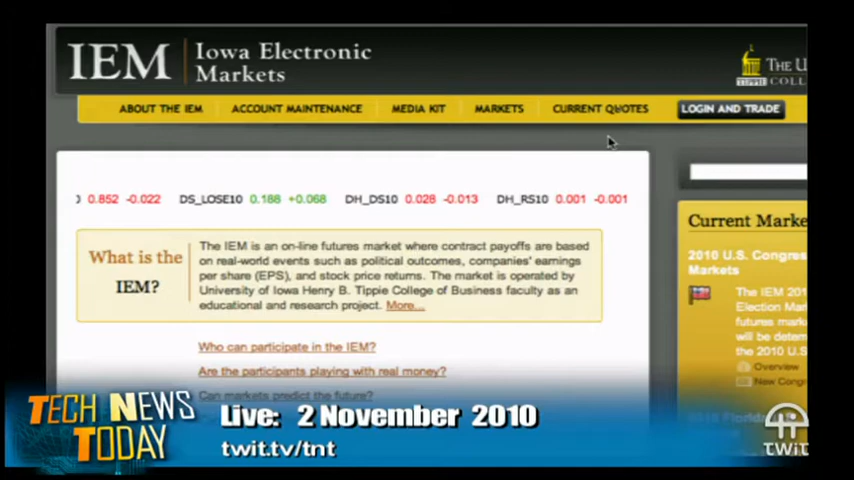 IEM | Iowa Electronic
Markets
THE U
TIPPIE COLL
ABOUT THE IEM ACCOUNT MAINTENANCE MEDIA KIT MARKETS CURRENT QUOTES LOGIN AND TRADE
0.852 -0.022 DS_LOSE10 0.188 +0.068 DH_DS10 0.028 -0.013 DH_RS10 0.001 -0.001
What is the
IEM?
The IEM is an on-line futures market where contract payoffs are based
on real-world events such as political outcomes, companies' earnings
per share (EPS), and stock price returns. The market is operated by
University of Iowa Henry B. Tippie College of Business faculty as an
educational and research project. More...
Who can participate in the IEM?
Are the participants playing with real money?
Can markets predict the future?
Current Marke
2010 U.S. Congres
Markets
The IEM 201
Election Mar
futures mark
will be deter
the 2010 U.S
Overview
New Congr
2010 Florida
TECH NEWS
TODAY
Live: 2 November 2010
twit.tv/tnt
TWiT